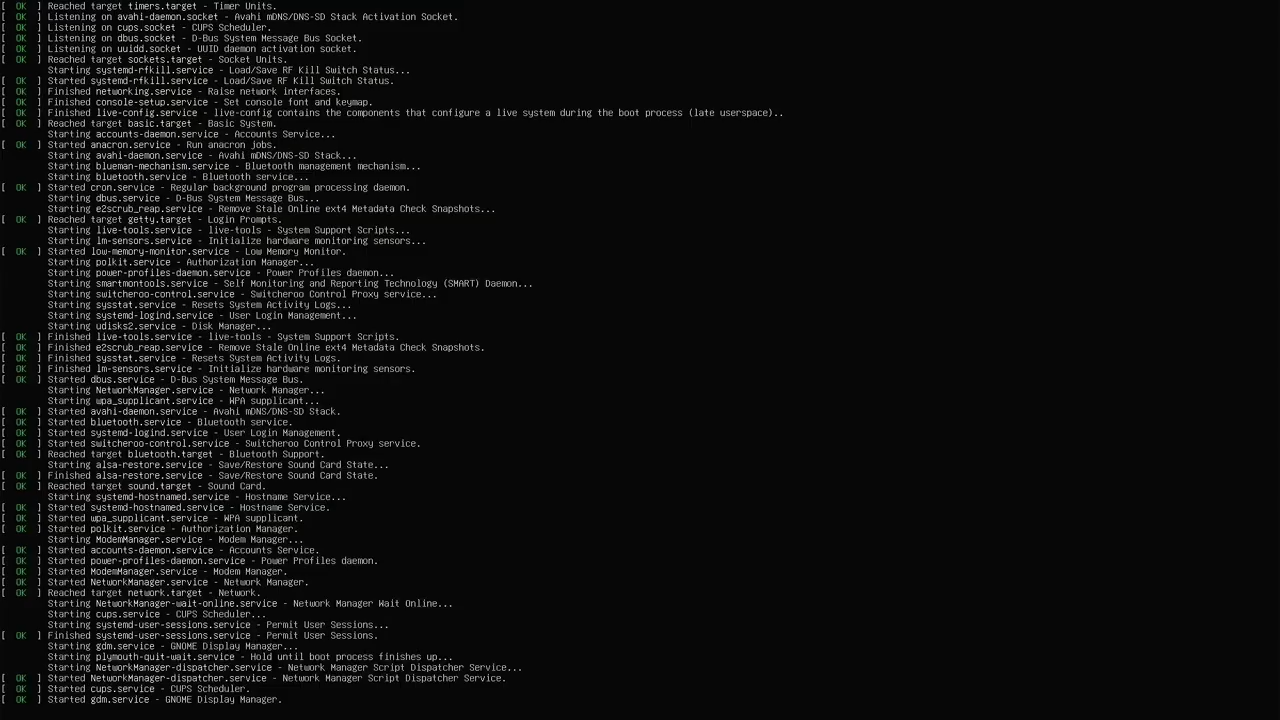 [  OK  ] Reached target timers.target - Timer Units.
[  OK  ] Listening on avahi-daemon.socket - Avahi mDNS/DNS-SD Stack Activation Socket.
[  OK  ] Listening on cups.socket - CUPS Scheduler.
[  OK  ] Listening on dbus.socket - D-Bus System Message Bus Socket.
[  OK  ] Listening on uuidd.socket - UUID daemon activation socket.
[  OK  ] Reached target sockets.target - Socket Units.
Starting systemd-rfkill.service - Load/Save RF Kill Switch Status...
[  OK  ] Started systemd-rfkill.service - Load/Save RF Kill Switch Status.
[  OK  ] Finished networking.service - Raise network interfaces.
[  OK  ] Finished console-setup.service - Set console font and keymap.
[  OK  ] Finished live-config.service - live-config contains the components that configure a live system during the boot process (late userspace)..
[  OK  ] Reached target basic.target - Basic System.
Starting accounts-daemon.service - Accounts Service...
[  OK  ] Started anacron.service - Run anacron jobs.
Starting avahi-daemon.service - Avahi mDNS/DNS-SD Stack...
Starting blueman-mechanism.service - Bluetooth management mechanism...
Starting bluetooth.service - Bluetooth service...
[  OK  ] Started cron.service - Regular background program processing daemon.
Starting dbus.service - D-Bus System Message Bus...
Starting e2scrub_reap.service - Remove Stale Online ext4 Metadata Check Snapshots...
[  OK  ] Reached target getty.target - Login Prompts.
Starting live-tools.service - live-tools - System Support Scripts...
Starting lm-sensors.service - Initialize hardware monitoring sensors...
[  OK  ] Started low-memory-monitor.service - Low Memory Monitor.
Starting polkit.service - Authorization Manager...
Starting power-profiles-daemon.service - Power Profiles daemon...
Starting smartmontools.service - Self Monitoring and Reporting Technology (SMART) Daemon...
Starting switcheroo-control.service - Switcheroo Control Proxy service...
Starting sysstat.service - Resets System Activity Logs...
Starting systemd-logind.service - User Login Management...
Starting udisks2.service - Disk Manager...
[  OK  ] Finished live-tools.service - live-tools - System Support Scripts.
[  OK  ] Finished e2scrub_reap.service - Remove Stale Online ext4 Metadata Check Snapshots.
[  OK  ] Finished sysstat.service - Resets System Activity Logs.
[  OK  ] Finished lm-sensors.service - Initialize hardware monitoring sensors.
[  OK  ] Started dbus.service - D-Bus System Message Bus.
Starting NetworkManager.service - Network Manager...
Starting wpa_supplicant.service - WPA supplicant...
[  OK  ] Started avahi-daemon.service - Avahi mDNS/DNS-SD Stack.
[  OK  ] Started bluetooth.service - Bluetooth service.
[  OK  ] Started systemd-logind.service - User Login Management.
[  OK  ] Started switcheroo-control.service - Switcheroo Control Proxy service.
[  OK  ] Reached target bluetooth.target - Bluetooth Support.
Starting alsa-restore.service - Save/Restore Sound Card State...
[  OK  ] Finished alsa-restore.service - Save/Restore Sound Card State.
[  OK  ] Reached target sound.target - Sound Card.
Starting systemd-hostnamed.service - Hostname Service...
[  OK  ] Started systemd-hostnamed.service - Hostname Service.
[  OK  ] Started wpa_supplicant.service - WPA supplicant.
[  OK  ] Started polkit.service - Authorization Manager.
Starting ModemManager.service - Modem Manager...
[  OK  ] Started accounts-daemon.service - Accounts Service.
[  OK  ] Started power-profiles-daemon.service - Power Profiles daemon.
[  OK  ] Started ModemManager.service - Modem Manager.
[  OK  ] Started NetworkManager.service - Network Manager.
[  OK  ] Reached target network.target - Network.
Starting NetworkManager-wait-online.service - Network Manager Wait Online...
Starting cups.service - CUPS Scheduler...
Starting systemd-user-sessions.service - Permit User Sessions...
[  OK  ] Finished systemd-user-sessions.service - Permit User Sessions.
Starting gdm.service - GNOME Display Manager...
Starting plymouth-quit-wait.service - Hold until boot process finishes up...
Starting NetworkManager-dispatcher.service - Network Manager Script Dispatcher Service...
[  OK  ] Started NetworkManager-dispatcher.service - Network Manager Script Dispatcher Service.
[  OK  ] Started cups.service - CUPS Scheduler.
[  OK  ] Started gdm.service - GNOME Display Manager.